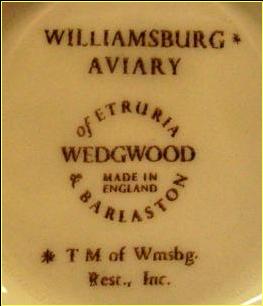 WILLIAMSBURG *
AVIARY
of ETRURIA
WEDGWOOD
MADE IN
ENGLAND
& BARLASTON
* T M of Wmsbg.
Rest., Inc.